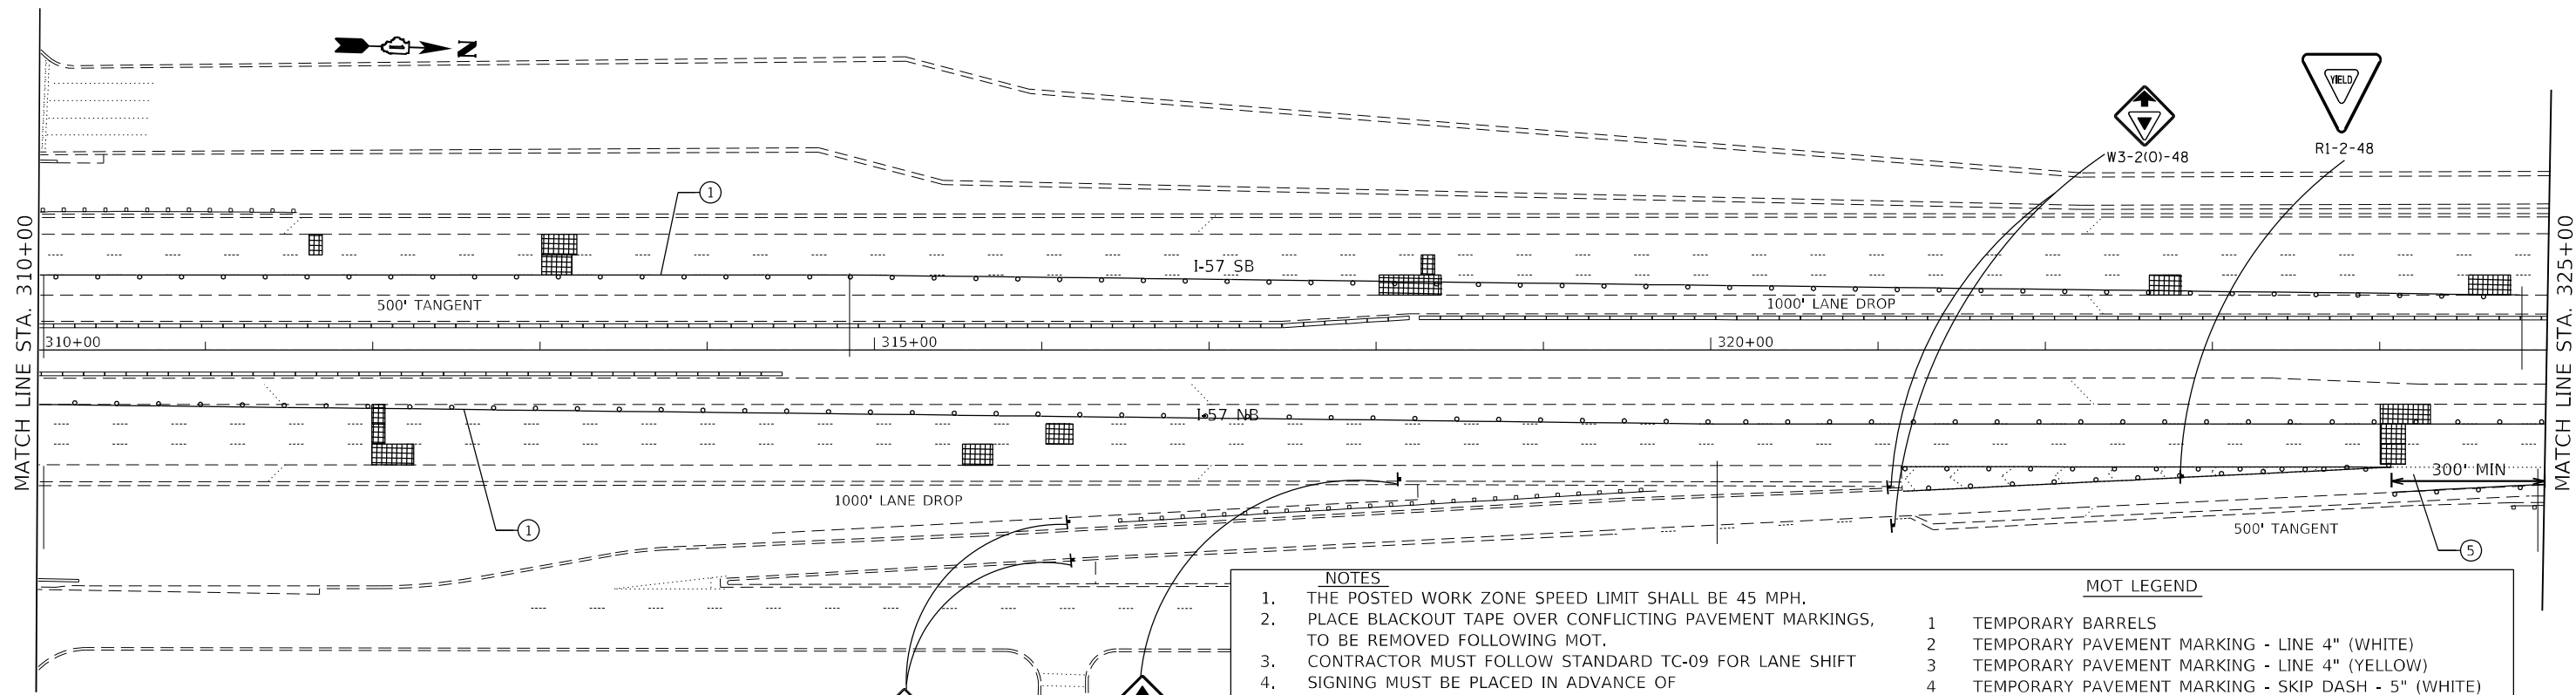 N
YIELD
W3-2(O)-48
R1-2-48
MATCH LINE STA. 310+00
MATCH LINE STA. 325+00
1
I-57 SB
500' TANGENT
1000' LANE DROP
310+00
315+00
320+00
I-57 NB
1000' LANE DROP
1
300' MIN
500' TANGENT
5
NOTES
1. THE POSTED WORK ZONE SPEED LIMIT SHALL BE 45 MPH.
2. PLACE BLACKOUT TAPE OVER CONFLICTING PAVEMENT MARKINGS,
TO BE REMOVED FOLLOWING MOT.
3. CONTRACTOR MUST FOLLOW STANDARD TC-09 FOR LANE SHIFT
4. SIGNING MUST BE PLACED IN ADVANCE OF
MOT LEGEND
1 TEMPORARY BARRELS
2 TEMPORARY PAVEMENT MARKING - LINE 4" (WHITE)
3 TEMPORARY PAVEMENT MARKING - LINE 4" (YELLOW)
4 TEMPORARY PAVEMENT MARKING - SKIP DASH - 5" (WHITE)